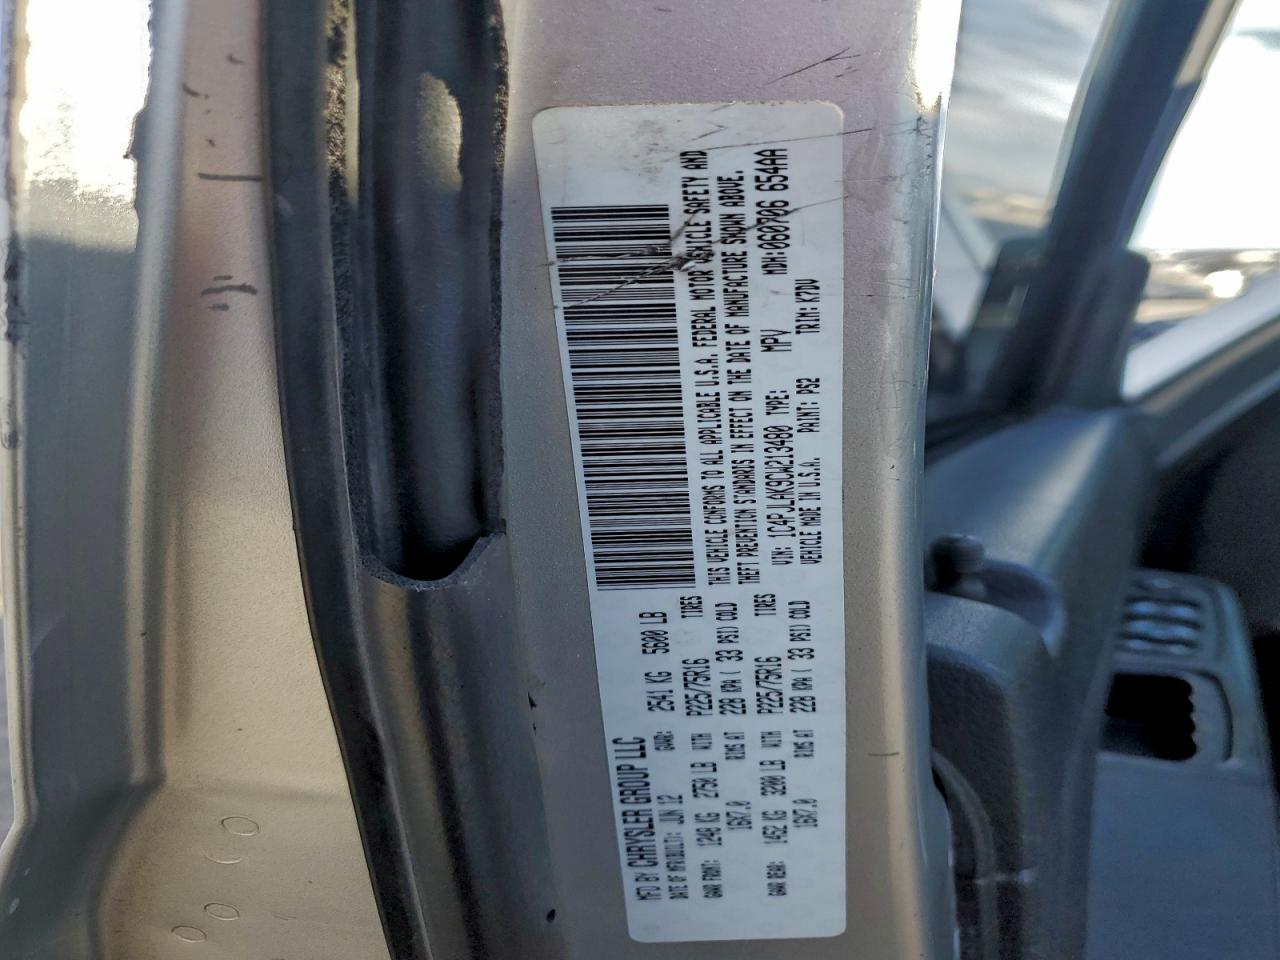 MFD BY CHRYSLER GROUP LLC
DATE OF MFR(BUILT): JUN 12 GVWR: 2541 KG 5600 LB
GAWR FRONT: 1248 KG 2750 LB WITH P225/75R16 TIRES
16X7.0 RIMS AT 228 KPA ( 33 PSI) COLD
GAWR REAR: 1452 KG 3200 LB WITH P225/75R16 TIRES
16X7.0 RIMS AT 228 KPA ( 33 PSI) COLD
THIS VEHICLE CONFORMS TO ALL APPLICABLE U.S.A. FEDERAL MOTOR VEHICLE SAFETY AND
THEFT PREVENTION STANDARDS IN EFFECT ON THE DATE OF MANUFACTURE SHOWN ABOVE.
VIN: 1C4PJLAK9CW213480 TYPE: MPV MDH: 060706 654AA
VEHICLE MADE IN U.S.A. PAINT: PS2 TRIM: K7DV